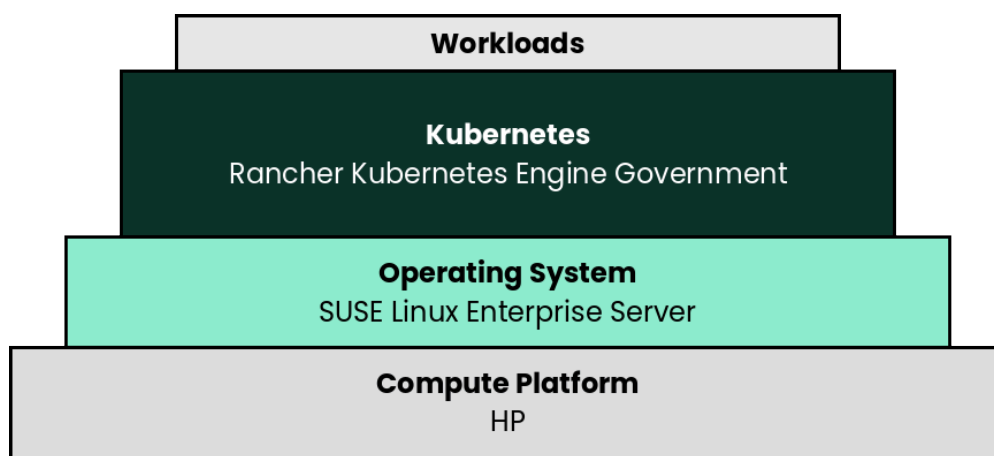 Workloads
Kubernetes
Rancher Kubernetes Engine Government
Operating System
SUSE Linux Enterprise Server
Compute Platform
HP